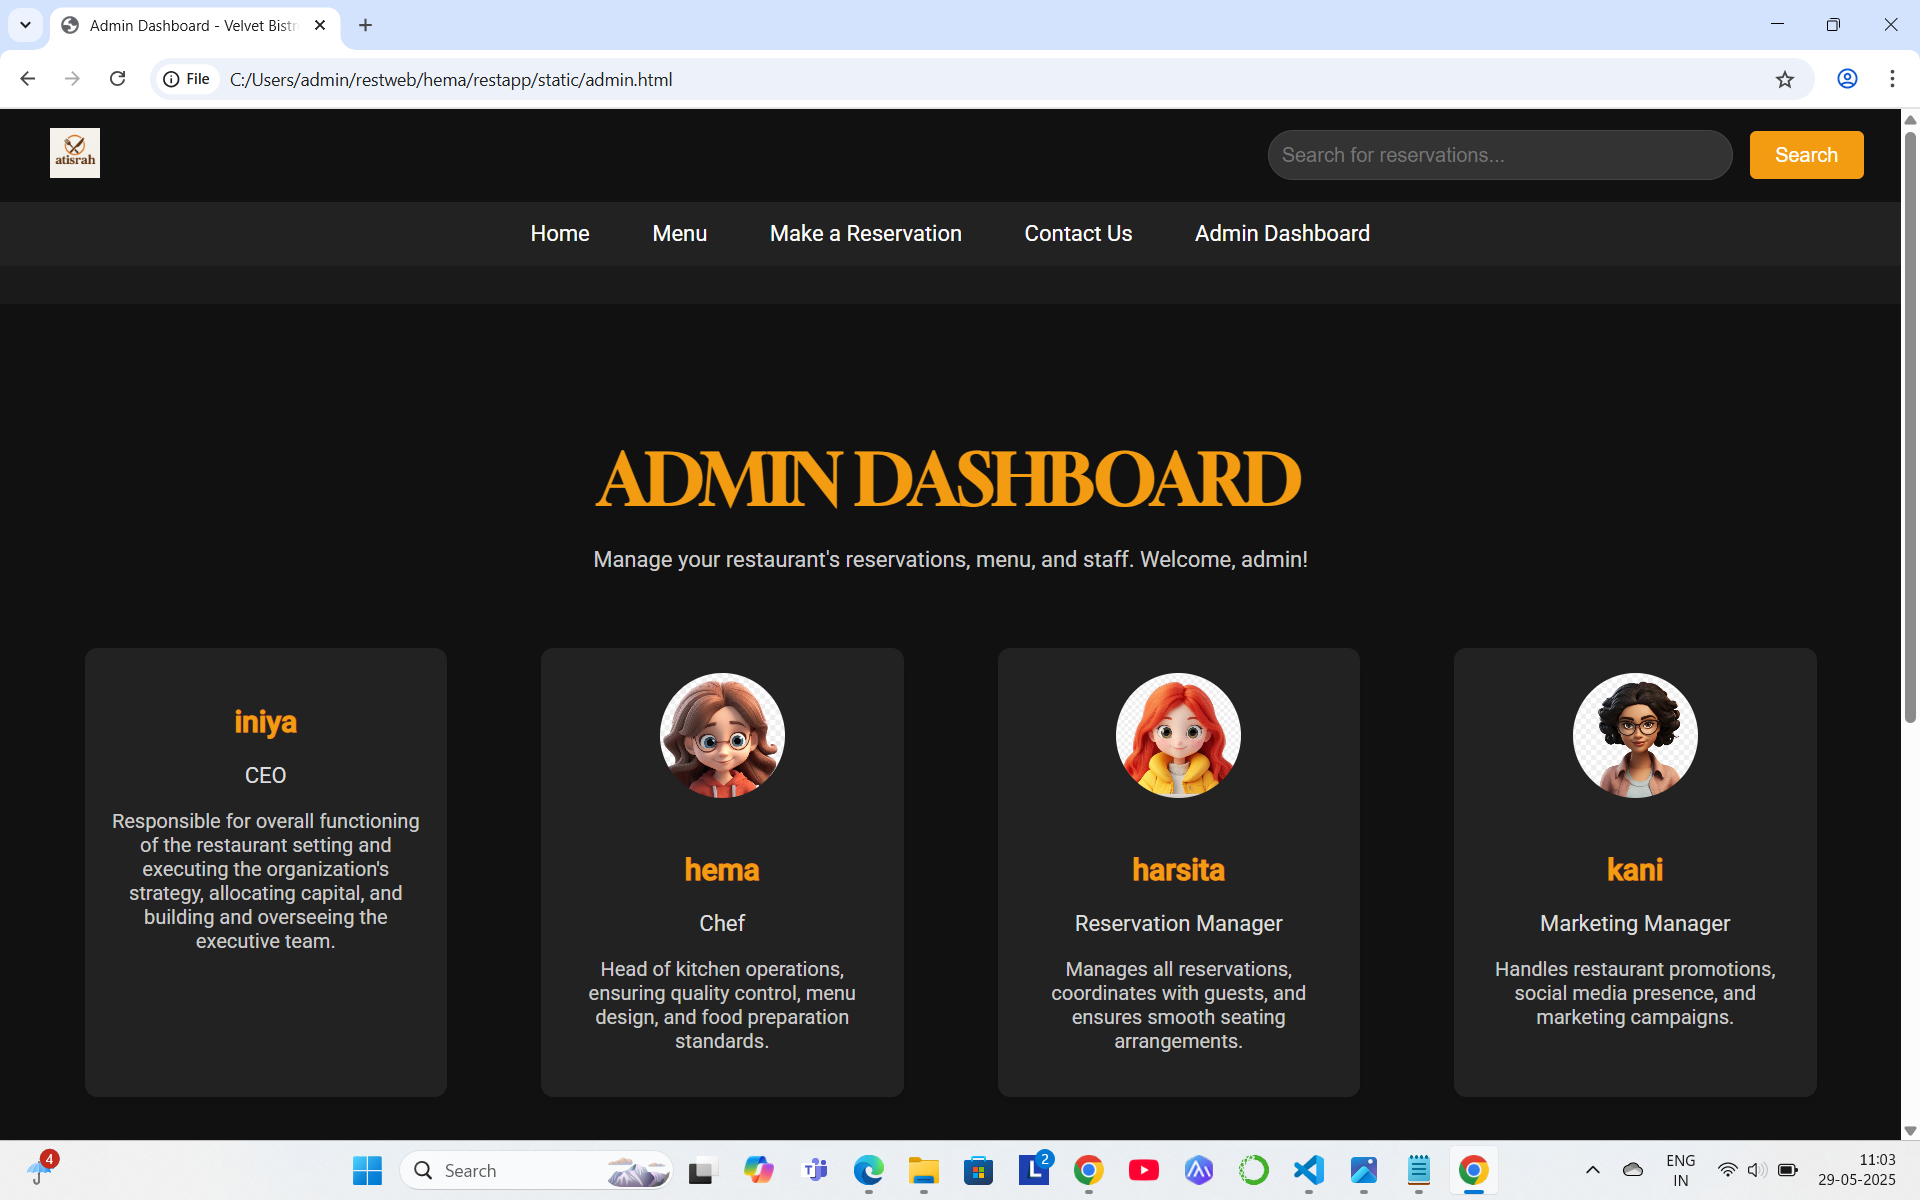 Admin Dashboard - Velvet Bistr
File
C:/Users/admin/restweb/hema/restapp/static/admin.html
atisrah
Search for reservations...
Search
Home Menu Make a Reservation Contact Us Admin Dashboard
ADMIN DASHBOARD
Manage your restaurant's reservations, menu, and staff. Welcome, admin!
iniya
CEO
Responsible for overall functioning
of the restaurant setting and
executing the organization's
strategy, allocating capital, and
building and overseeing the
executive team.
hema
Chef
Head of kitchen operations,
ensuring quality control, menu
design, and food preparation
standards.
harsita
Reservation Manager
Manages all reservations,
coordinates with guests, and
ensures smooth seating
arrangements.
kani
Marketing Manager
Handles restaurant promotions,
social media presence, and
marketing campaigns.
4
Search
T
L
2
ENG
IN
11:03
29-05-2025